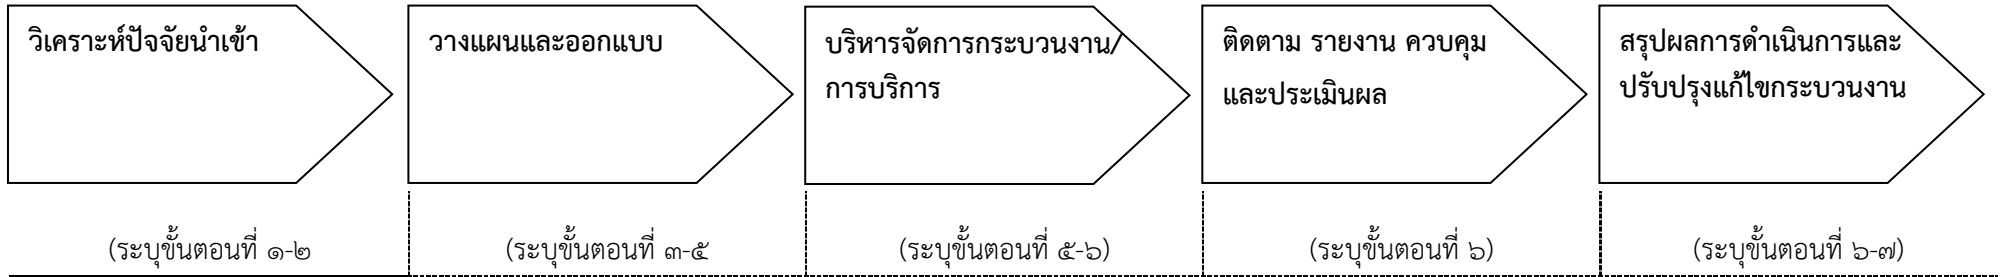 วิเคราะห์ปัจจัยนำเข้า
วางแผนและออกแบบ
บริหารจัดการกระบวนงาน/
การบริการ
ติดตาม รายงาน ควบคุม
และประเมินผล
สรุปผลการดำเนินการและ
ปรับปรุงแก้ไขกระบวนงาน
(ระบุขั้นตอนที่ ๑-๒
(ระบุขั้นตอนที่ ๓-๕
(ระบุขั้นตอนที่ ๕-๖)
(ระบุขั้นตอนที่ ๖)
(ระบุขั้นตอนที่ ๖-๗)